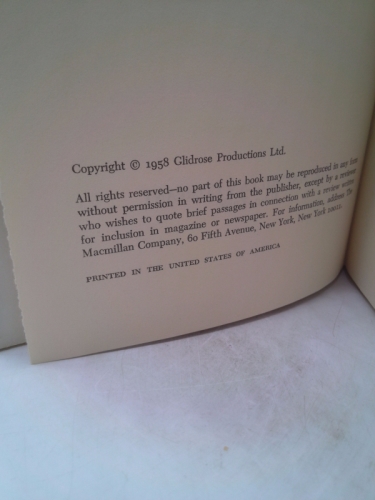 Copyright © 1958 Glidrose Productions Ltd.
All rights reserved—no part of this book may be reproduced in any form
without permission in writing from the publisher, except by a reviewer
who wishes to quote brief passages in connection with a review written
for inclusion in magazine or newspaper. For information, address The
Macmillan Company, 60 Fifth Avenue, New York, New York
PRINTED IN THE UNITED STATES OF AMERICA